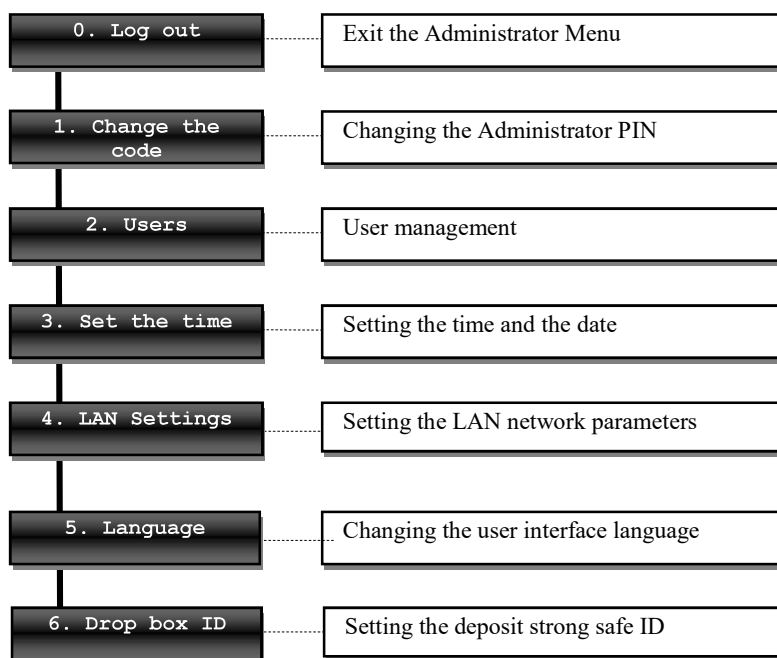 0. Log out
Exit the Administrator Menu
1. Change the
code
Changing the Administrator PIN
2. Users
User management
3. Set the time
Setting the time and the date
4. LAN Settings
Setting the LAN network parameters
5. Language
Changing the user interface language
6. Drop box ID
Setting the deposit strong safe ID